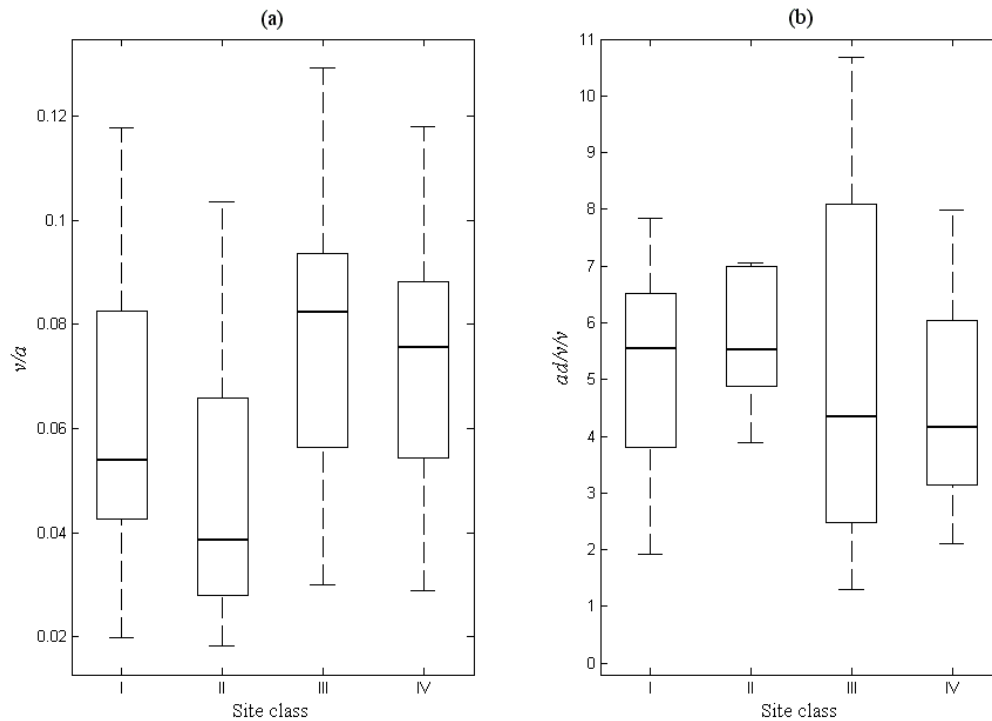 (a)
0.12
0.1
0.08
0.06
0.04
0.02
v/a
I II III IV
Site class
(b)
11
10
9
8
7
6
5
4
3
2
1
0
ad/v/v
I II III IV
Site class